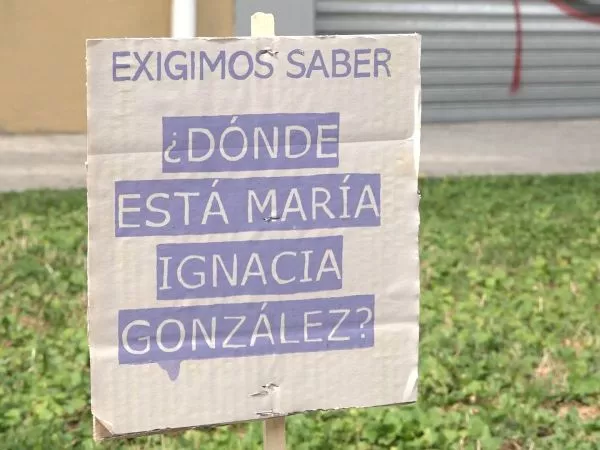 EXIGIMOS SABER
¿DÓNDE
ESTÁ MARÍA
IGNACIA
GONZÁLEZ?